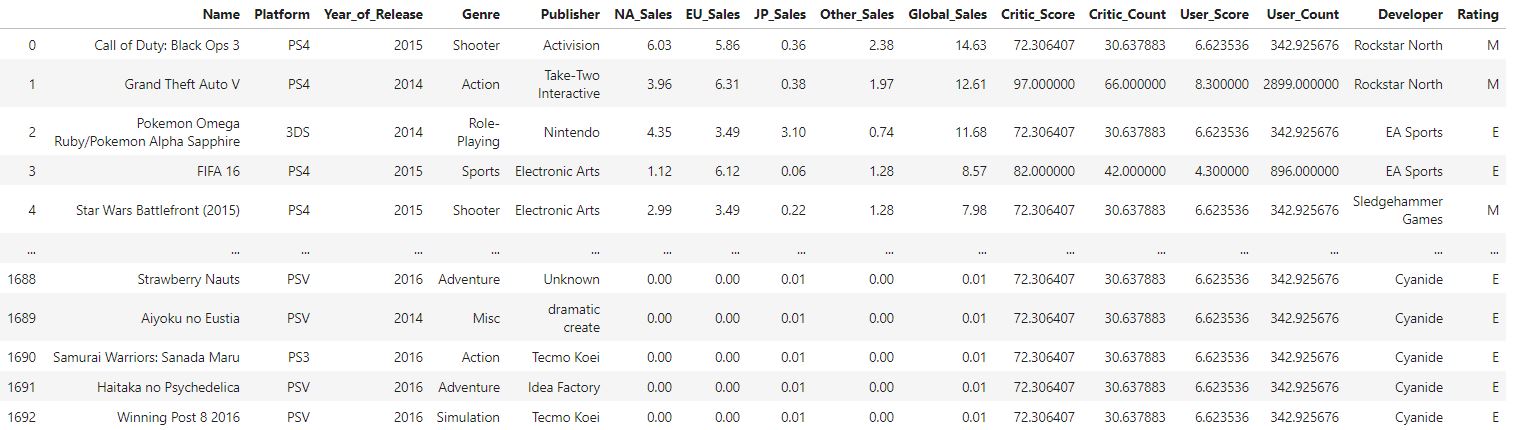 Name Platform Year_of_Release Genre Publisher NA_Sales EU_Sales JP_Sales Other_Sales Global_Sales Critic_Score Critic_Count User_Score User_Count Developer Rating
0 Call of Duty: Black Ops 3 PS4 2015 Shooter Activision 6.03 5.86 0.36 2.38 14.63 72.306407 30.637883 6.623536 342.925676 Rockstar North M
1 Grand Theft Auto V PS4 2014 Action Take-Two Interactive 3.96 6.31 0.38 1.97 12.61 97.000000 66.000000 8.300000 2899.000000 Rockstar North M
2 Pokemon Omega Ruby/Pokemon Alpha Sapphire 3DS 2014 Role-Playing Nintendo 4.35 3.49 3.10 0.74 11.68 72.306407 30.637883 6.623536 342.925676 EA Sports E
3 FIFA 16 PS4 2015 Sports Electronic Arts 1.12 6.12 0.06 1.28 8.57 82.000000 42.000000 4.300000 896.000000 EA Sports E
4 Star Wars Battlefront (2015) PS4 2015 Shooter Electronic Arts 2.99 3.49 0.22 1.28 7.98 72.306407 30.637883 6.623536 342.925676 Sledgehammer Games M
... ... ... ... ... ... ... ... ... ... ... ... ... ... ... ... ...
1688 Strawberry Nauts PSV 2016 Adventure Unknown 0.00 0.00 0.01 0.00 0.01 72.306407 30.637883 6.623536 342.925676 Cyanide E
1689 Aiyoku no Eustia PSV 2014 Misc dramatic create 0.00 0.00 0.01 0.00 0.01 72.306407 30.637883 6.623536 342.925676 Cyanide E
1690 Samurai Warriors: Sanada Maru PS3 2016 Action Tecmo Koei 0.00 0.00 0.01 0.00 0.01 72.306407 30.637883 6.623536 342.925676 Cyanide E
1691 Haitaka no Psychedelica PSV 2016 Adventure Idea Factory 0.00 0.00 0.01 0.00 0.01 72.306407 30.637883 6.623536 342.925676 Cyanide E
1692 Winning Post 8 2016 PSV 2016 Simulation Tecmo Koei 0.00 0.00 0.01 0.00 0.01 72.306407 30.637883 6.623536 342.925676 Cyanide E